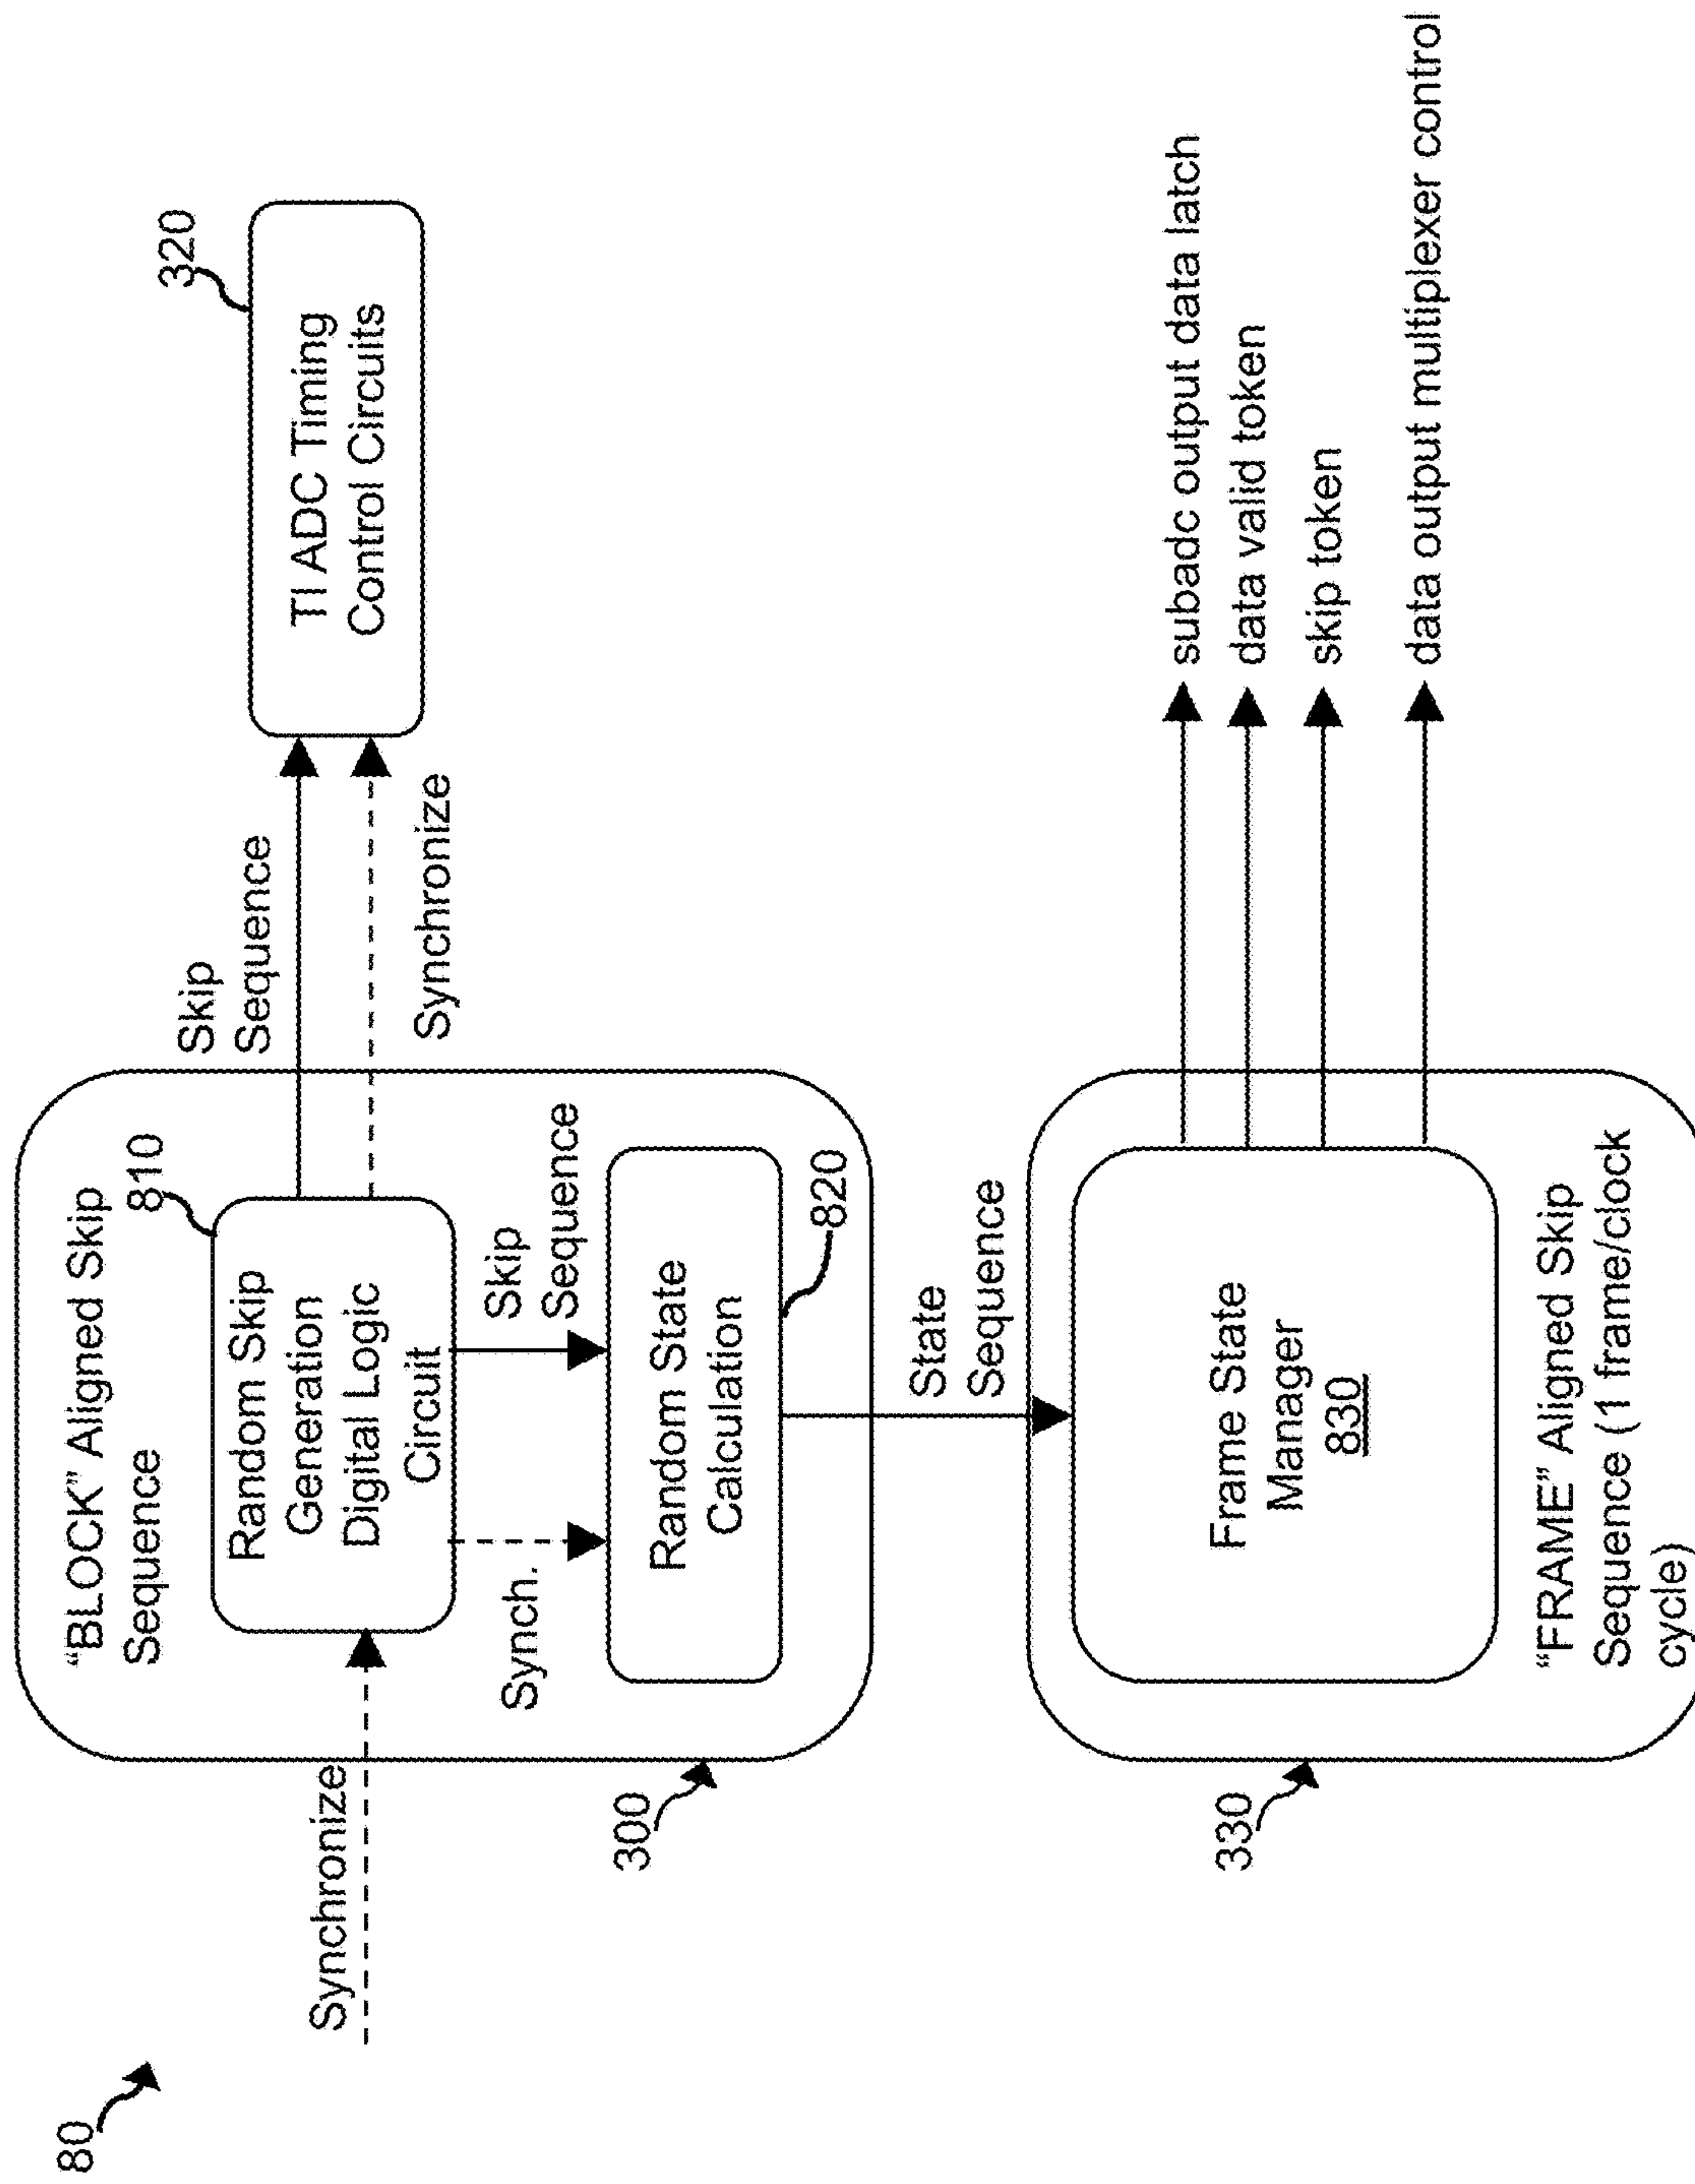 80
Synchronize
300
"BLOCK" Aligned Skip
Sequence
810
Random Skip
Generation
Digital Logic
Circuit
Synch.
Skip
Sequence
Random State
Calculation
820
Skip
Sequence
Synchronize
320
TI ADC Timing
Control Circuits
State
Sequence
330
Frame State
Manager
830
"FRAME" Aligned Skip
Sequence (1 frame/clock
cycle)
subadc output data latch
data valid token
skip token
data output multiplexer control